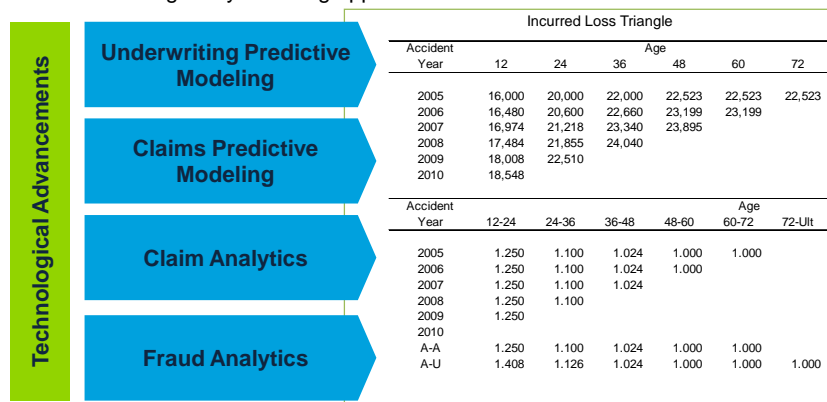 Technological Advancements
Underwriting Predictive
Modeling
Claims Predictive
Modeling
Claim Analytics
Fraud Analytics
Incurred Loss Triangle
Accident Age
Year 12 24 36 48 60 72
2005 16,000 20,000 22,000 22,523 22,523 22,523
2006 16,480 20,600 22,660 23,199 23,199
2007 16,974 21,218 23,340 23,895
2008 17,484 21,855 24,040
2009 18,008 22,510
2010 18,548
Accident Age
Year 12-24 24-36 36-48 48-60 60-72 72-Ult
2005 1.250 1.100 1.024 1.000 1.000
2006 1.250 1.100 1.024 1.000
2007 1.250 1.100 1.024
2008 1.250 1.100
2009 1.250
2010
A-A 1.250 1.100 1.024 1.000 1.000
A-U 1.408 1.126 1.024 1.000 1.000 1.000